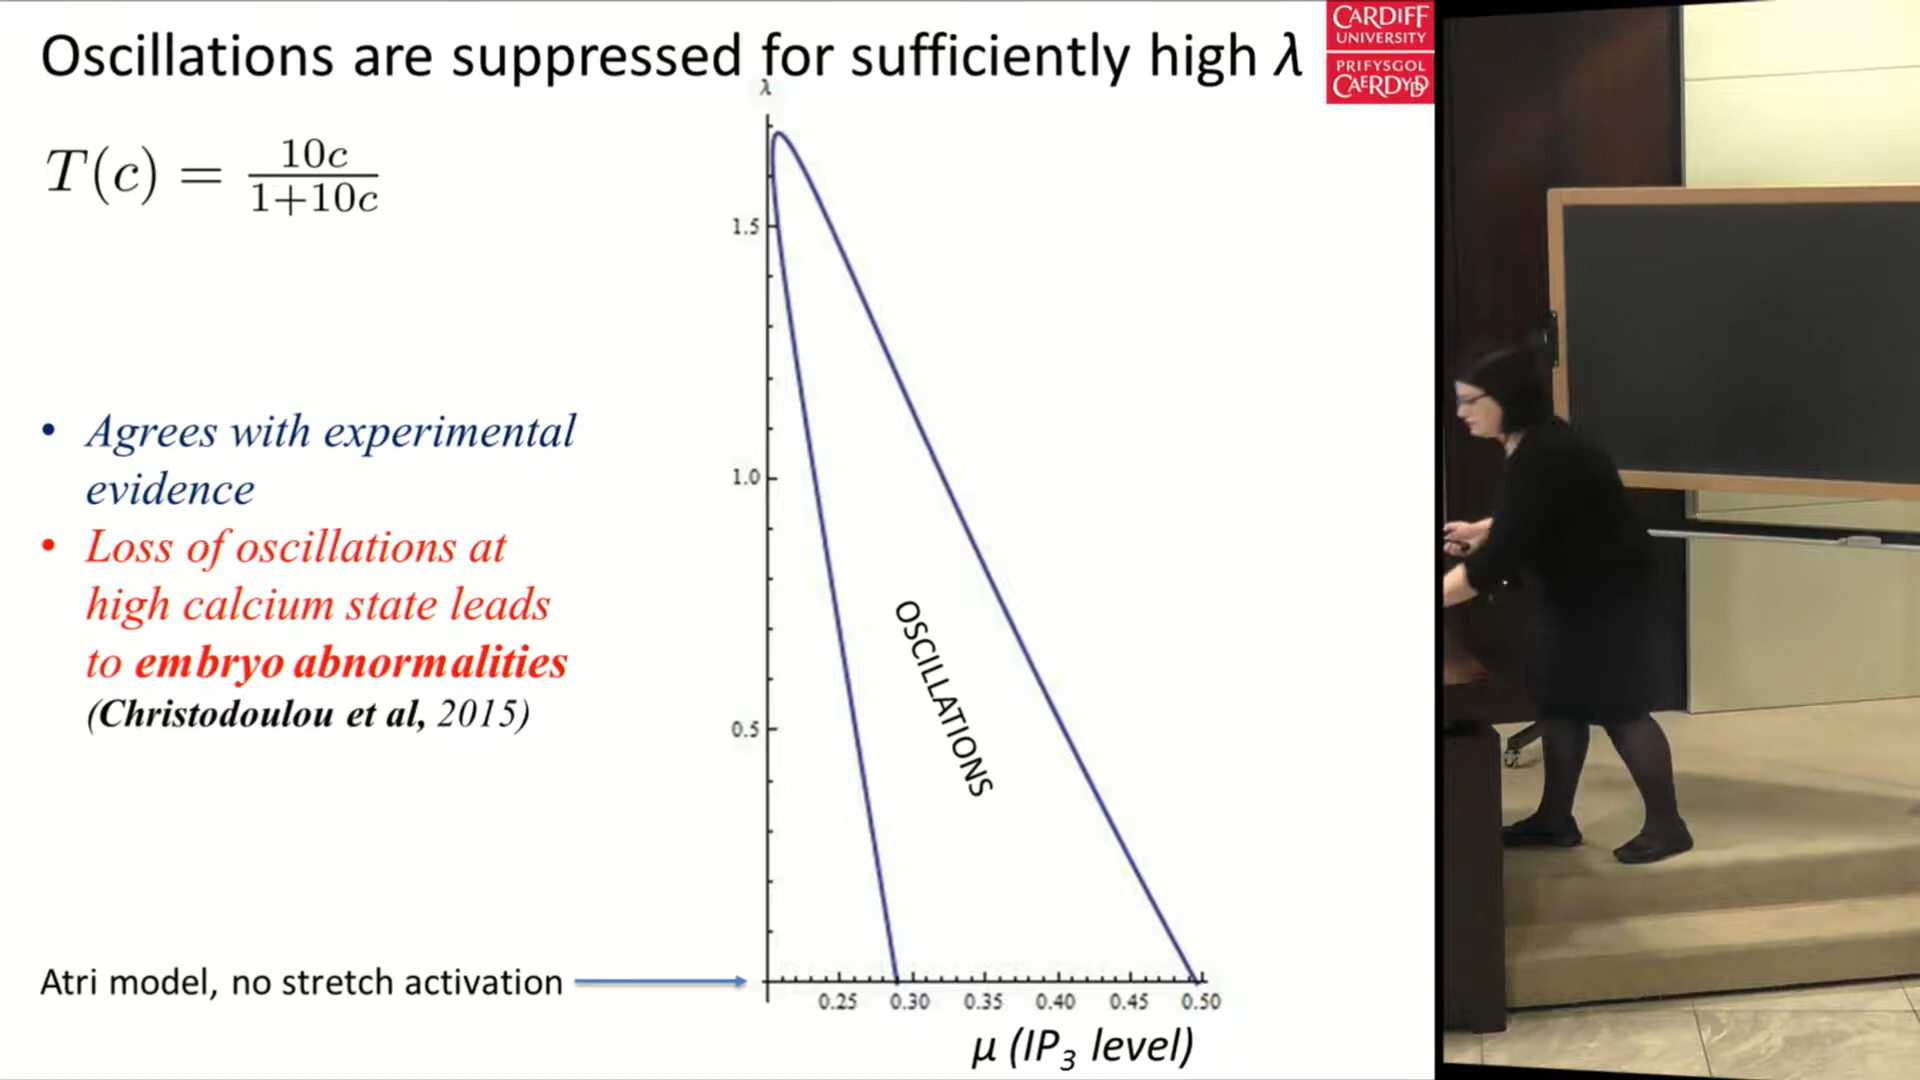 Oscillations are suppressed for sufficiently high λ
CARDIFF
UNIVERSITY
PRIFYSGOL
CAERDYDD
T(c) = 10c / 1+10c
• Agrees with experimental
evidence
• Loss of oscillations at
high calcium state leads
to embryo abnormalities
(Christodoulou et al, 2015)
Atri model, no stretch activation
λ
1.5
1.0
0.5
OSCILLATIONS
0.25 0.30 0.35 0.40 0.45 0.50
μ (IP₃ level)